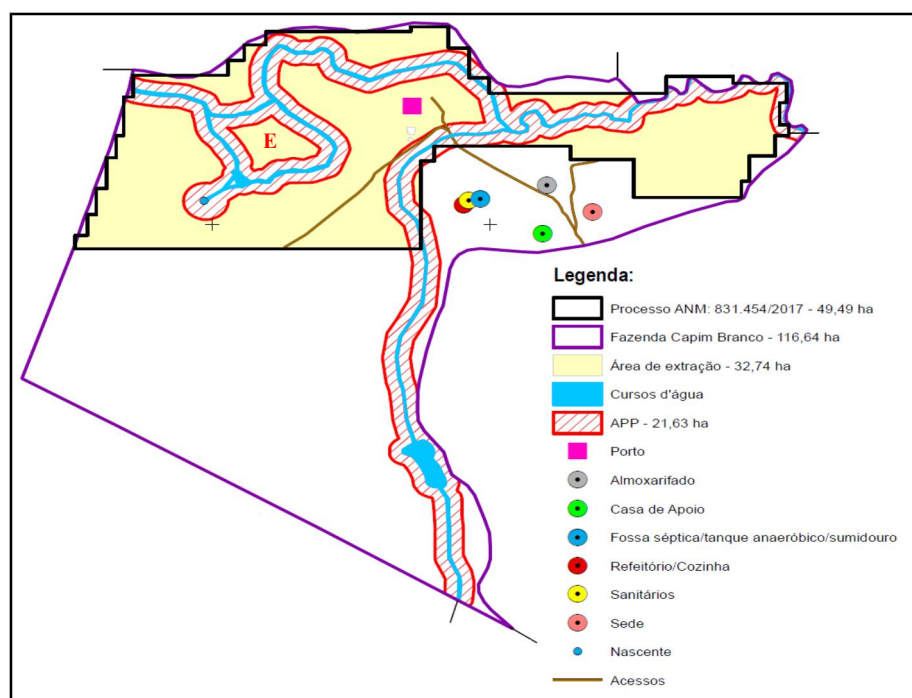 E
Legenda:
Processo ANM: 831.454/2017 - 49,49 ha
Fazenda Capim Branco - 116,64 ha
Área de extração - 32,74 ha
Cursos d'água
APP - 21,63 ha
Porto
Almoxarifado
Casa de Apoio
Fossa séptica/tanque anaeróbico/sumidouro
Refeitório/Cozinha
Sanitários
Sede
Nascente
Acessos